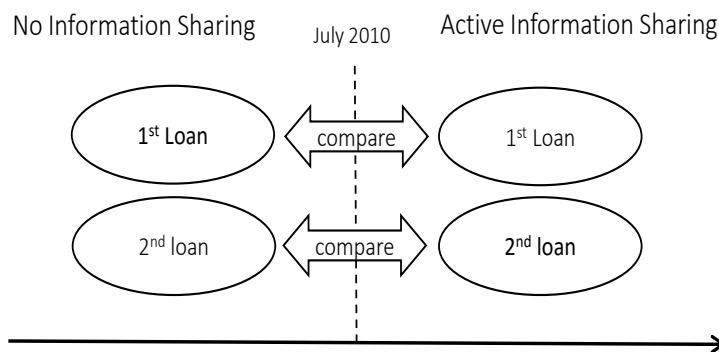 No Information Sharing
July 2010
Active Information Sharing
1st Loan
compare
1st Loan
2nd loan
compare
2nd loan